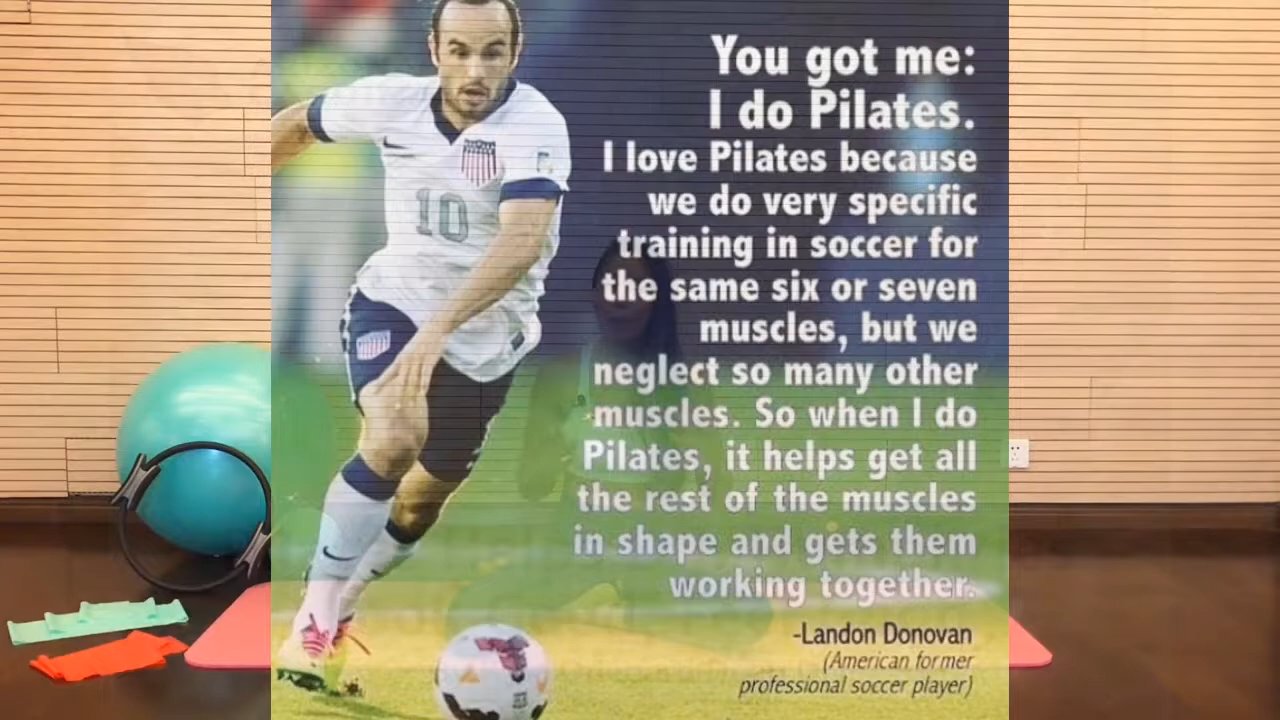 You got me:
I do Pilates.
I love Pilates because
we do very specific
training in soccer for
the same six or seven
muscles, but we
neglect so many other
muscles. So when I do
Pilates, it helps get all
the rest of the muscles
in shape and gets them
working together.
-Landon Donovan
(American former
professional soccer player)
10